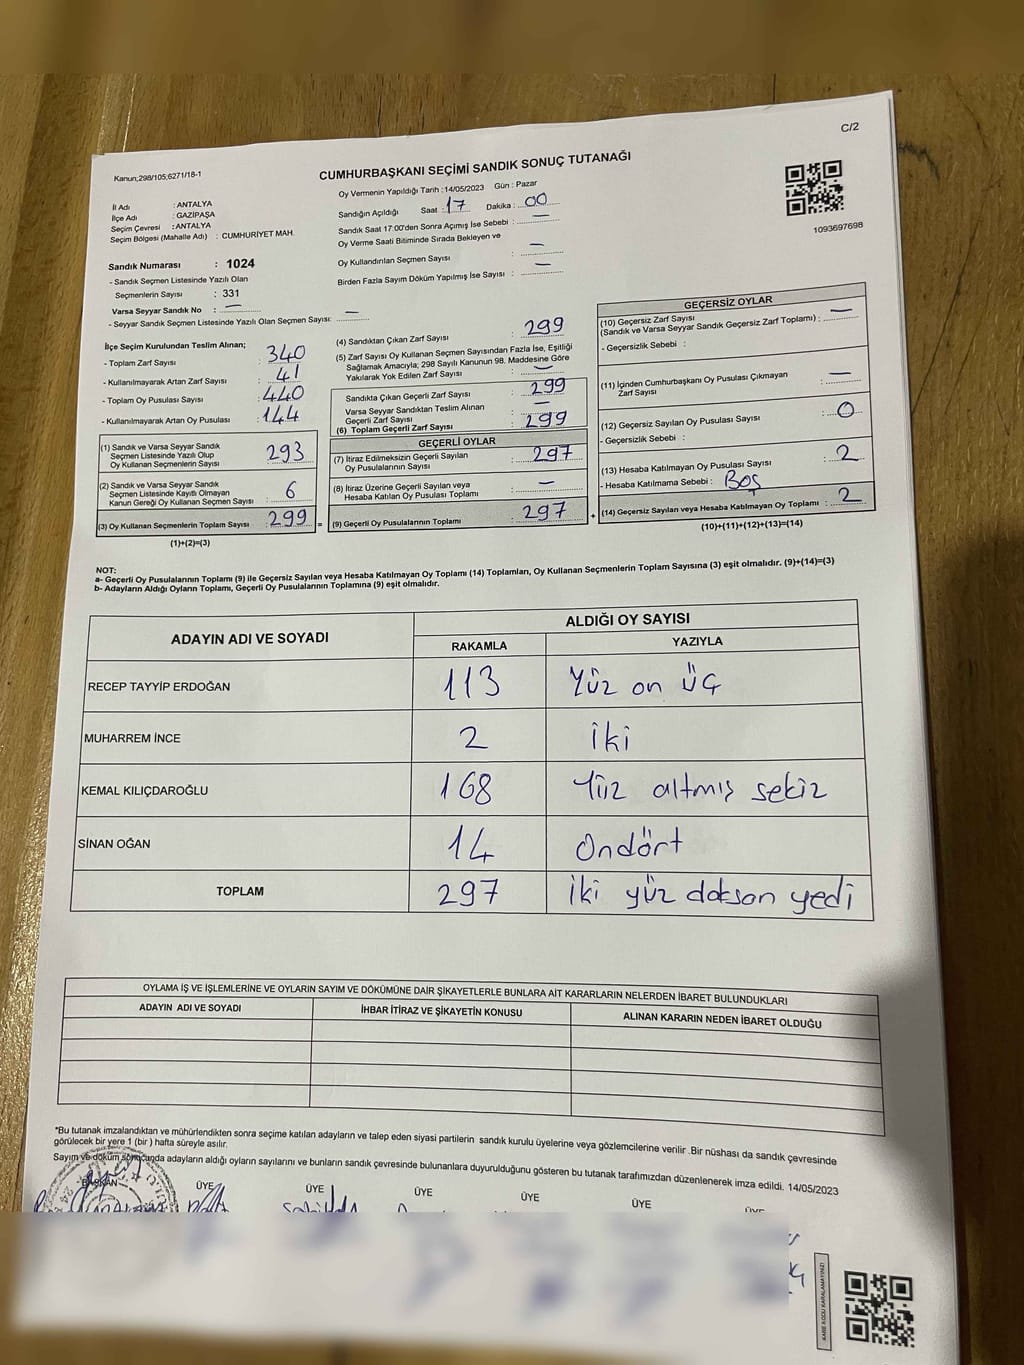 C/2
Kanun;298/105;6271/18-1
CUMHURBAŞKANI SEÇİMİ SANDIK SONUÇ TUTANAĞI
Oy Vermenin Yapıldığı Tarih :14/05/2023 Gün : Pazar
1093697698
İl Adı : ANTALYA
İlçe Adı : GAZİPAŞA
Seçim Çevresi : ANTALYA
Seçim Bölgesi (Mahalle Adı) : CUMHURİYET MAH.
Sandığın Açıldığı Saat : 17 Dakika : 00
Sandık Saat 17:00'den Sonra Açımış İse Sebebi : —
Oy Verme Saati Bitiminde Sırada Bekleyen ve
Oy Kullandırılan Seçmen Sayısı : —
Birden Fazla Sayım Döküm Yapılmış İse Sayısı : —
Sandık Numarası : 1024
- Sandık Seçmen Listesinde Yazılı Olan
Seçmenlerin Sayısı : 331
Varsa Seyyar Sandık No : —
- Seyyar Sandık Seçmen Listesinde Yazılı Olan Seçmen Sayısı: —
İlçe Seçim Kurulundan Teslim Alınan;
- Toplam Zarf Sayısı : 340
- Kullanılmayarak Artan Zarf Sayısı : 41
- Toplam Oy Pusulası Sayısı : 440
- Kullanılmayarak Artan Oy Pusulası : 144
(1) Sandık ve Varsa Seyyar Sandık
Seçmen Listesinde Yazılı Olup
Oy Kullanan Seçmenlerin Sayısı : 293
(2) Sandık ve Varsa Seyyar Sandık
Seçmen Listesinde Kayıtlı Olmayan
Kanun Gereği Oy Kullanan Seçmen Sayısı : 6
(3) Oy Kullanan Seçmenlerin Toplam Sayısı : 299 =
(1)+(2)=(3)
(4) Sandıktan Çıkan Zarf Sayısı : 299
(5) Zarf Sayısı Oy Kullanan Seçmen Sayısından Fazla İse, Eşitliği
Sağlamak Amacıyla; 298 Sayılı Kanunun 98. Maddesine Göre
Yakılarak Yok Edilen Zarf Sayısı : —
Sandıkta Çıkan Geçerli Zarf Sayısı : 299
Varsa Seyyar Sandıktan Teslim Alınan
Geçerli Zarf Sayısı : —
(6) Toplam Geçerli Zarf Sayısı : 299
GEÇERLİ OYLAR
(7) İtiraz Edilmeksizin Geçerli Sayılan
Oy Pusulalarının Sayısı : 297
(8) İtiraz Üzerine Geçerli Sayılan veya
Hesaba Katılan Oy Pusulası Toplamı : —
(9) Geçerli Oy Pusulalarının Toplamı : 297 +
GEÇERSİZ OYLAR
(10) Geçersiz Zarf Sayısı
(Sandık ve Varsa Seyyar Sandık Geçersiz Zarf Toplamı) : —
- Geçersizlik Sebebi :
(11) İçinden Cumhurbaşkanı Oy Pusulası Çıkmayan
Zarf Sayısı : —
(12) Geçersiz Sayılan Oy Pusulası Sayısı : 0
- Geçersizlik Sebebi :
(13) Hesaba Katılmayan Oy Pusulası Sayısı : 2
- Hesaba Katılmama Sebebi : Boş
(14) Geçersiz Sayılan veya Hesaba Katılmayan Oy Toplamı : 2
(10)+(11)+(12)+(13)=(14)
NOT:
a- Geçerli Oy Pusulalarının Toplamı (9) ile Geçersiz Sayılan veya Hesaba Katılmayan Oy Toplamı (14) Toplamları, Oy Kullanan Seçmenlerin Toplam Sayısına (3) eşit olmalıdır. (9)+(14)=(3)
b- Adayların Aldığı Oyların Toplamı, Geçerli Oy Pusulalarının Toplamına (9) eşit olmalıdır.
ADAYIN ADI VE SOYADI ALDIĞI OY SAYISI
RAKAMLA YAZIYLA
RECEP TAYYİP ERDOĞAN 113 Yüz on üç
MUHARREM İNCE 2 iki
KEMAL KILIÇDAROĞLU 168 Yüz altmış sekiz
SİNAN OĞAN 14 Ondört
TOPLAM 297 iki yüz doksan yedi
OYLAMA İŞ VE İŞLEMLERİNE VE OYLARIN SAYIM VE DÖKÜMÜNE DAİR ŞİKAYETLERLE BUNLARA AİT KARARLARIN NELERDEN İBARET BULUNDUKLARI
ADAYIN ADI VE SOYADI İHBAR İTİRAZ VE ŞİKAYETİN KONUSU ALINAN KARARIN NEDEN İBARET OLDUĞU
*Bu tutanak imzalandıktan ve mühürlendikten sonra seçime katılan adayların ve talep eden siyasi partilerin sandık kurulu üyelerine veya gözlemcilerine verilir .Bir nüshası da sandık çevresinde
görülecek bir yere 1 (bir ) hafta süreyle asılır.
Sayım ve döküm sonucunda adayların aldığı oyların sayılarını ve bunların sandık çevresinde bulunanlara duyurulduğunu gösteren bu tutanak tarafımızdan düzenlenerek imza edildi. 14/05/2023
BAŞKAN ÜYE ÜYE ÜYE ÜYE ÜYE ÜYE
KARE KODU KARALAMAYINIZ!